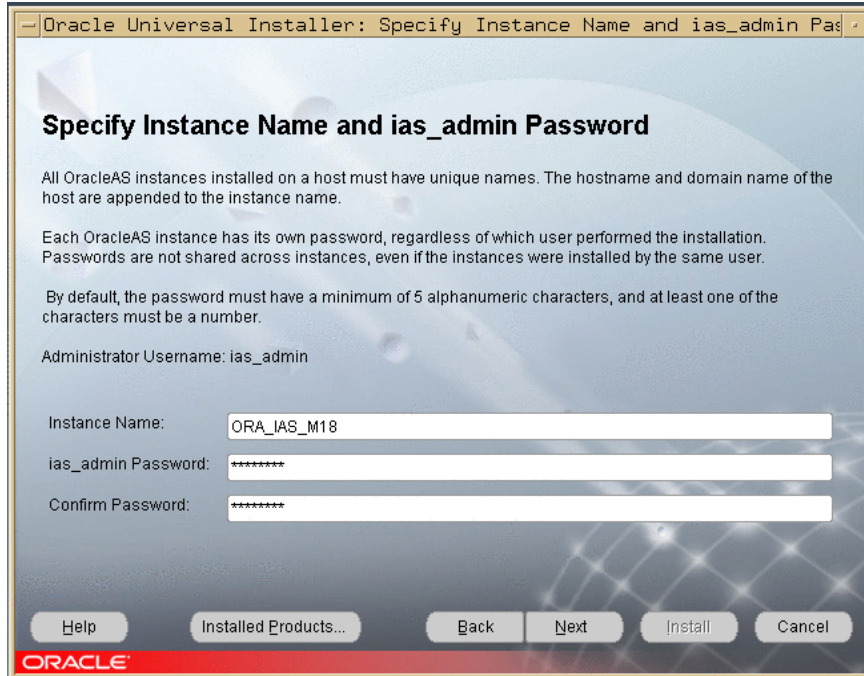 Oracle Universal Installer: Specify Instance Name and ias_admin
Specify Instance Name and ias_admin Password
All OracleAS instances installed on a host must have unique names. The hostname and domain name of the
host are appended to the instance name.
Each OracleAS instance has its own password, regardless of which user performed the installation.
Passwords are not shared across instances, even if the instances were installed by the same user.
By default, the password must have a minimum of 5 alphanumeric characters, and at least one of the
characters must be a number.
Administrator Username: ias_admin
Instance Name:
ORA_IAS_M18
ias_admin Password:
********
Confirm Password:
********
Help
Installed Products...
Back
Next
Install
Cancel
ORACLE